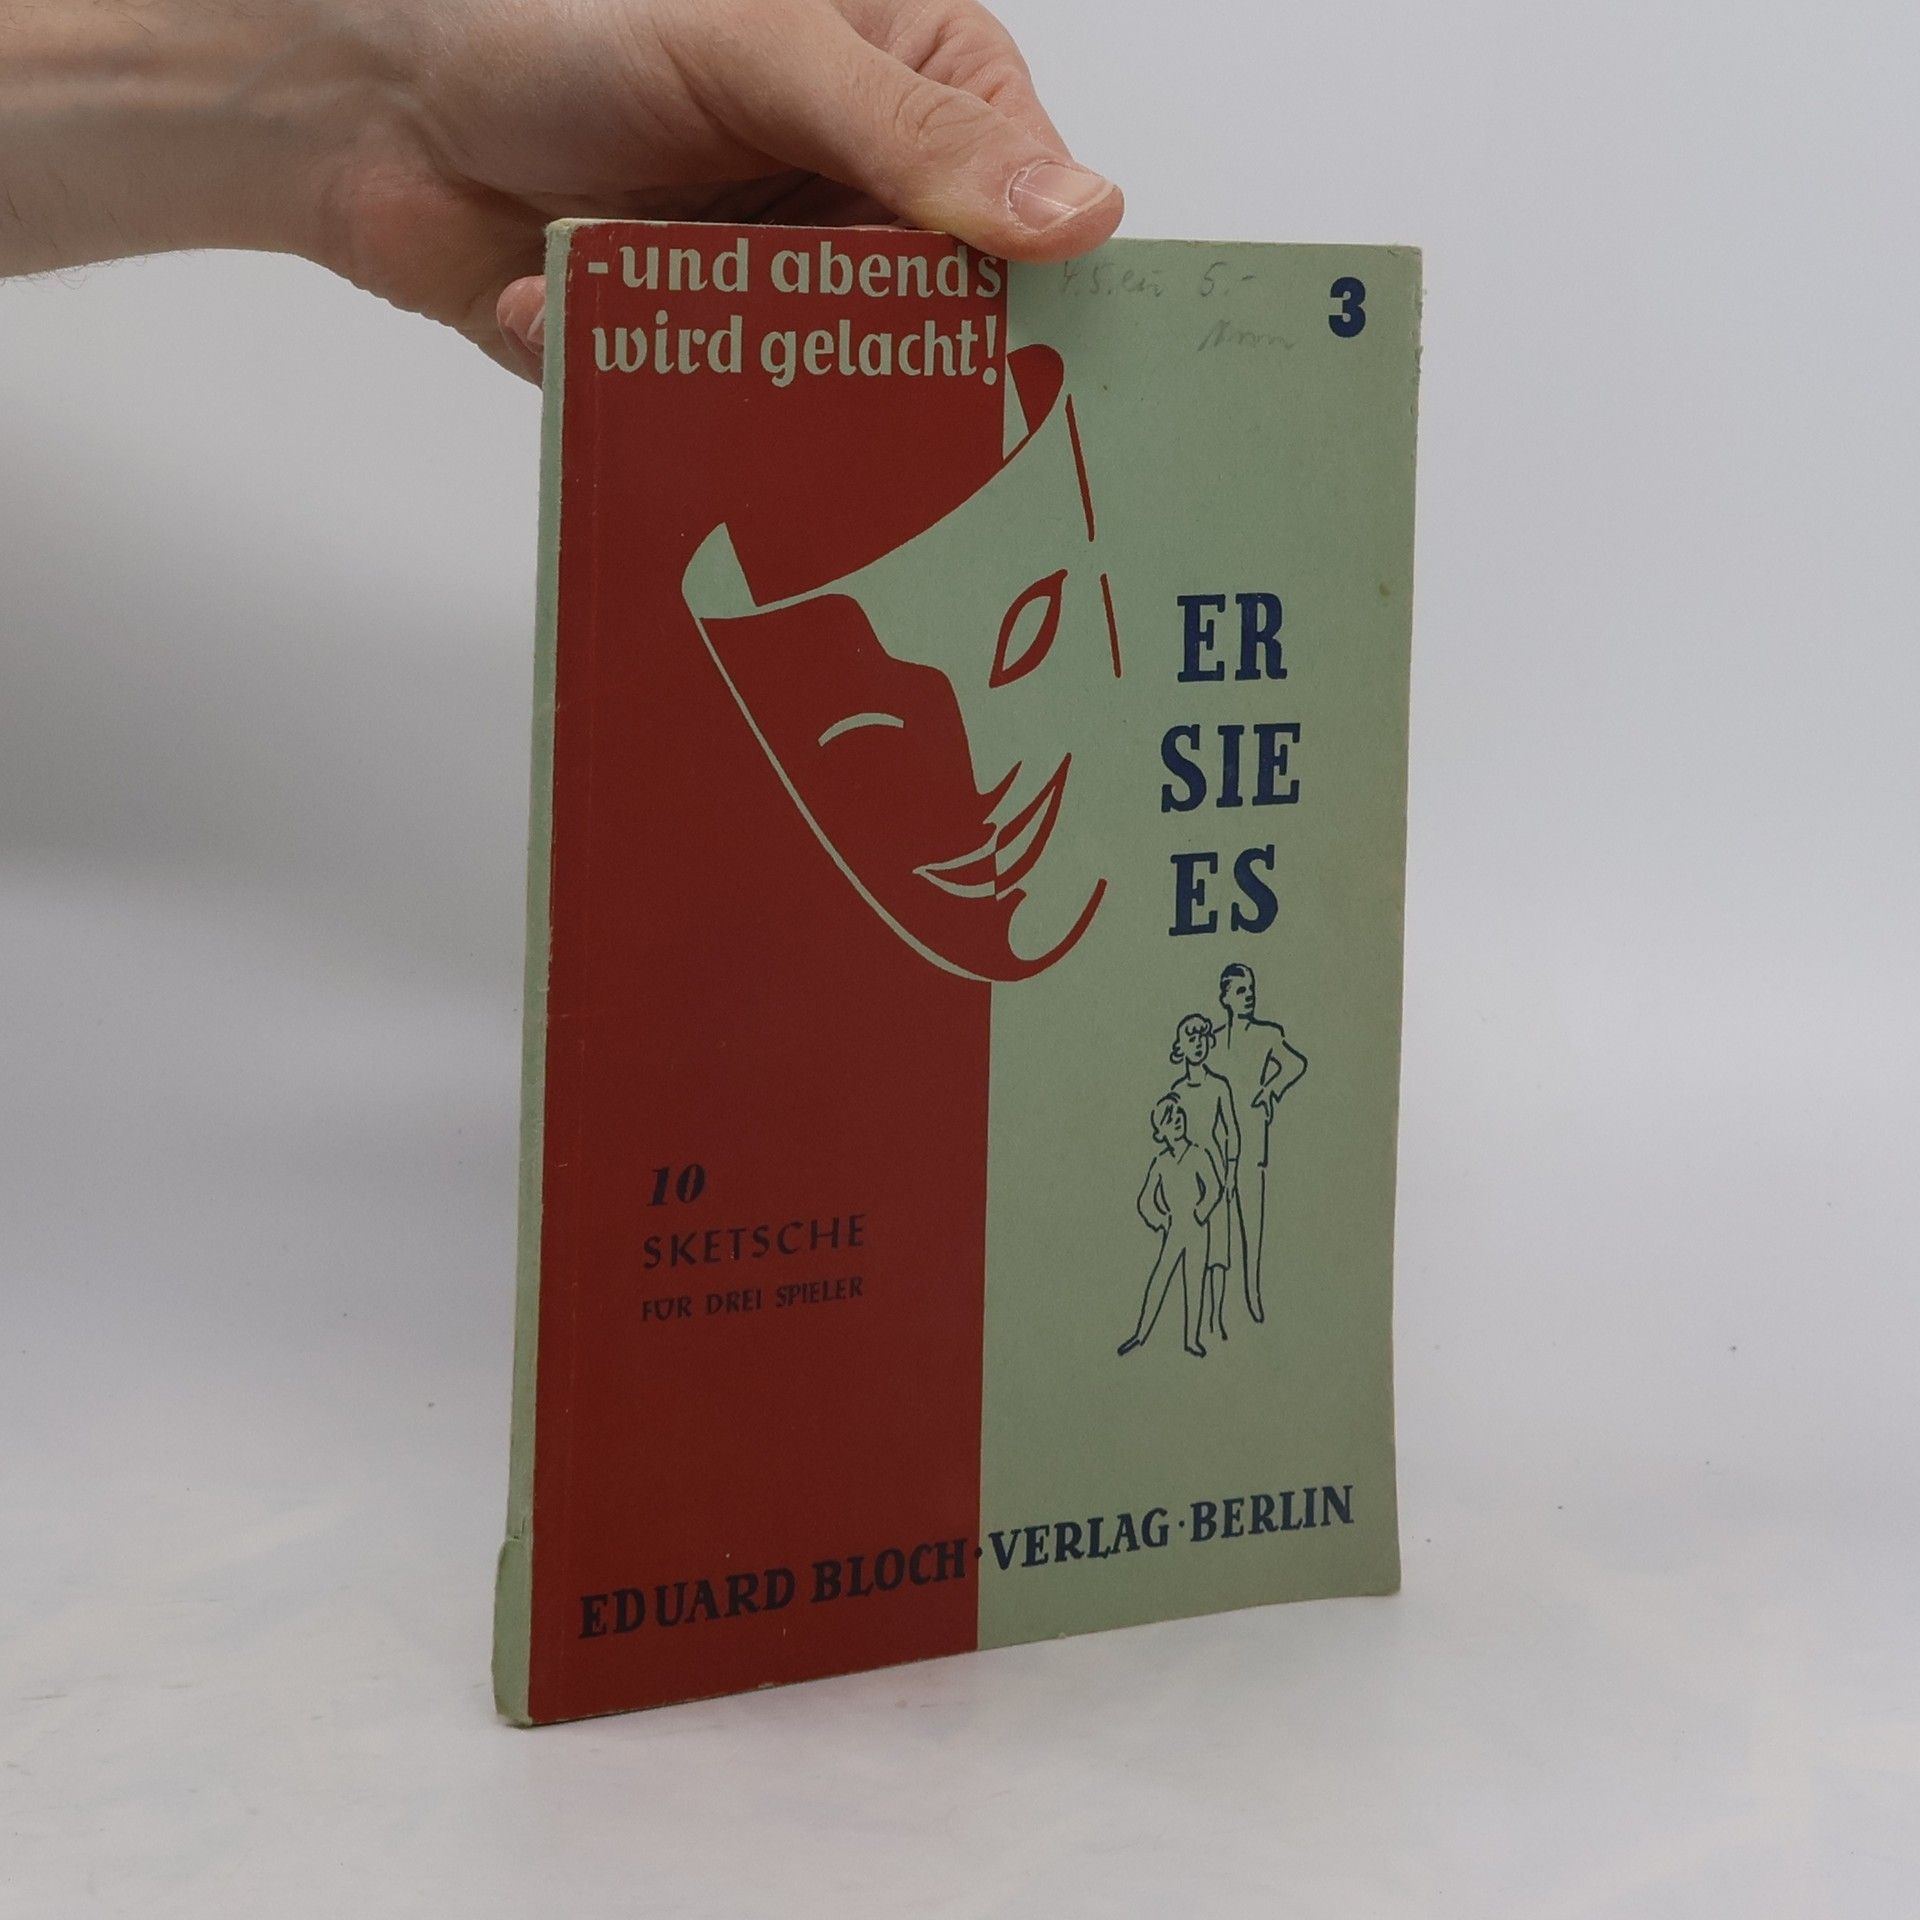 -und abends
wird gelacht!
3
ER
SIE
ES
10
SKETSCHE
FÜR DREI SPIELER
EDUARD BLOCH·VERLAG·BERLIN